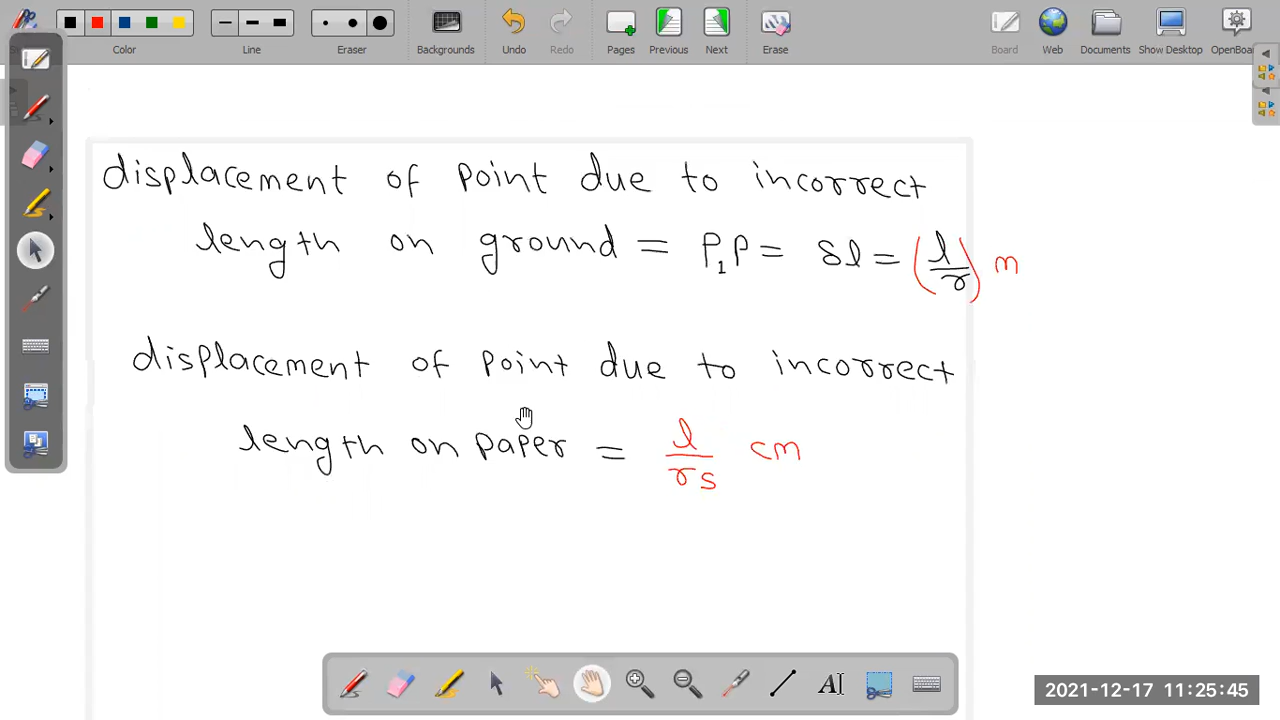 Color
Line
Eraser
Backgrounds
Undo
Redo
Pages
Previous
Next
Erase
Board
Web
Documents
Show Desktop
OpenBoa
displacement of point due to incorrect
length on ground = P₁P = δl = (l/r) m
displacement of point due to incorrect
length on paper = l/rs cm
AI
2021-12-17 11:25:45